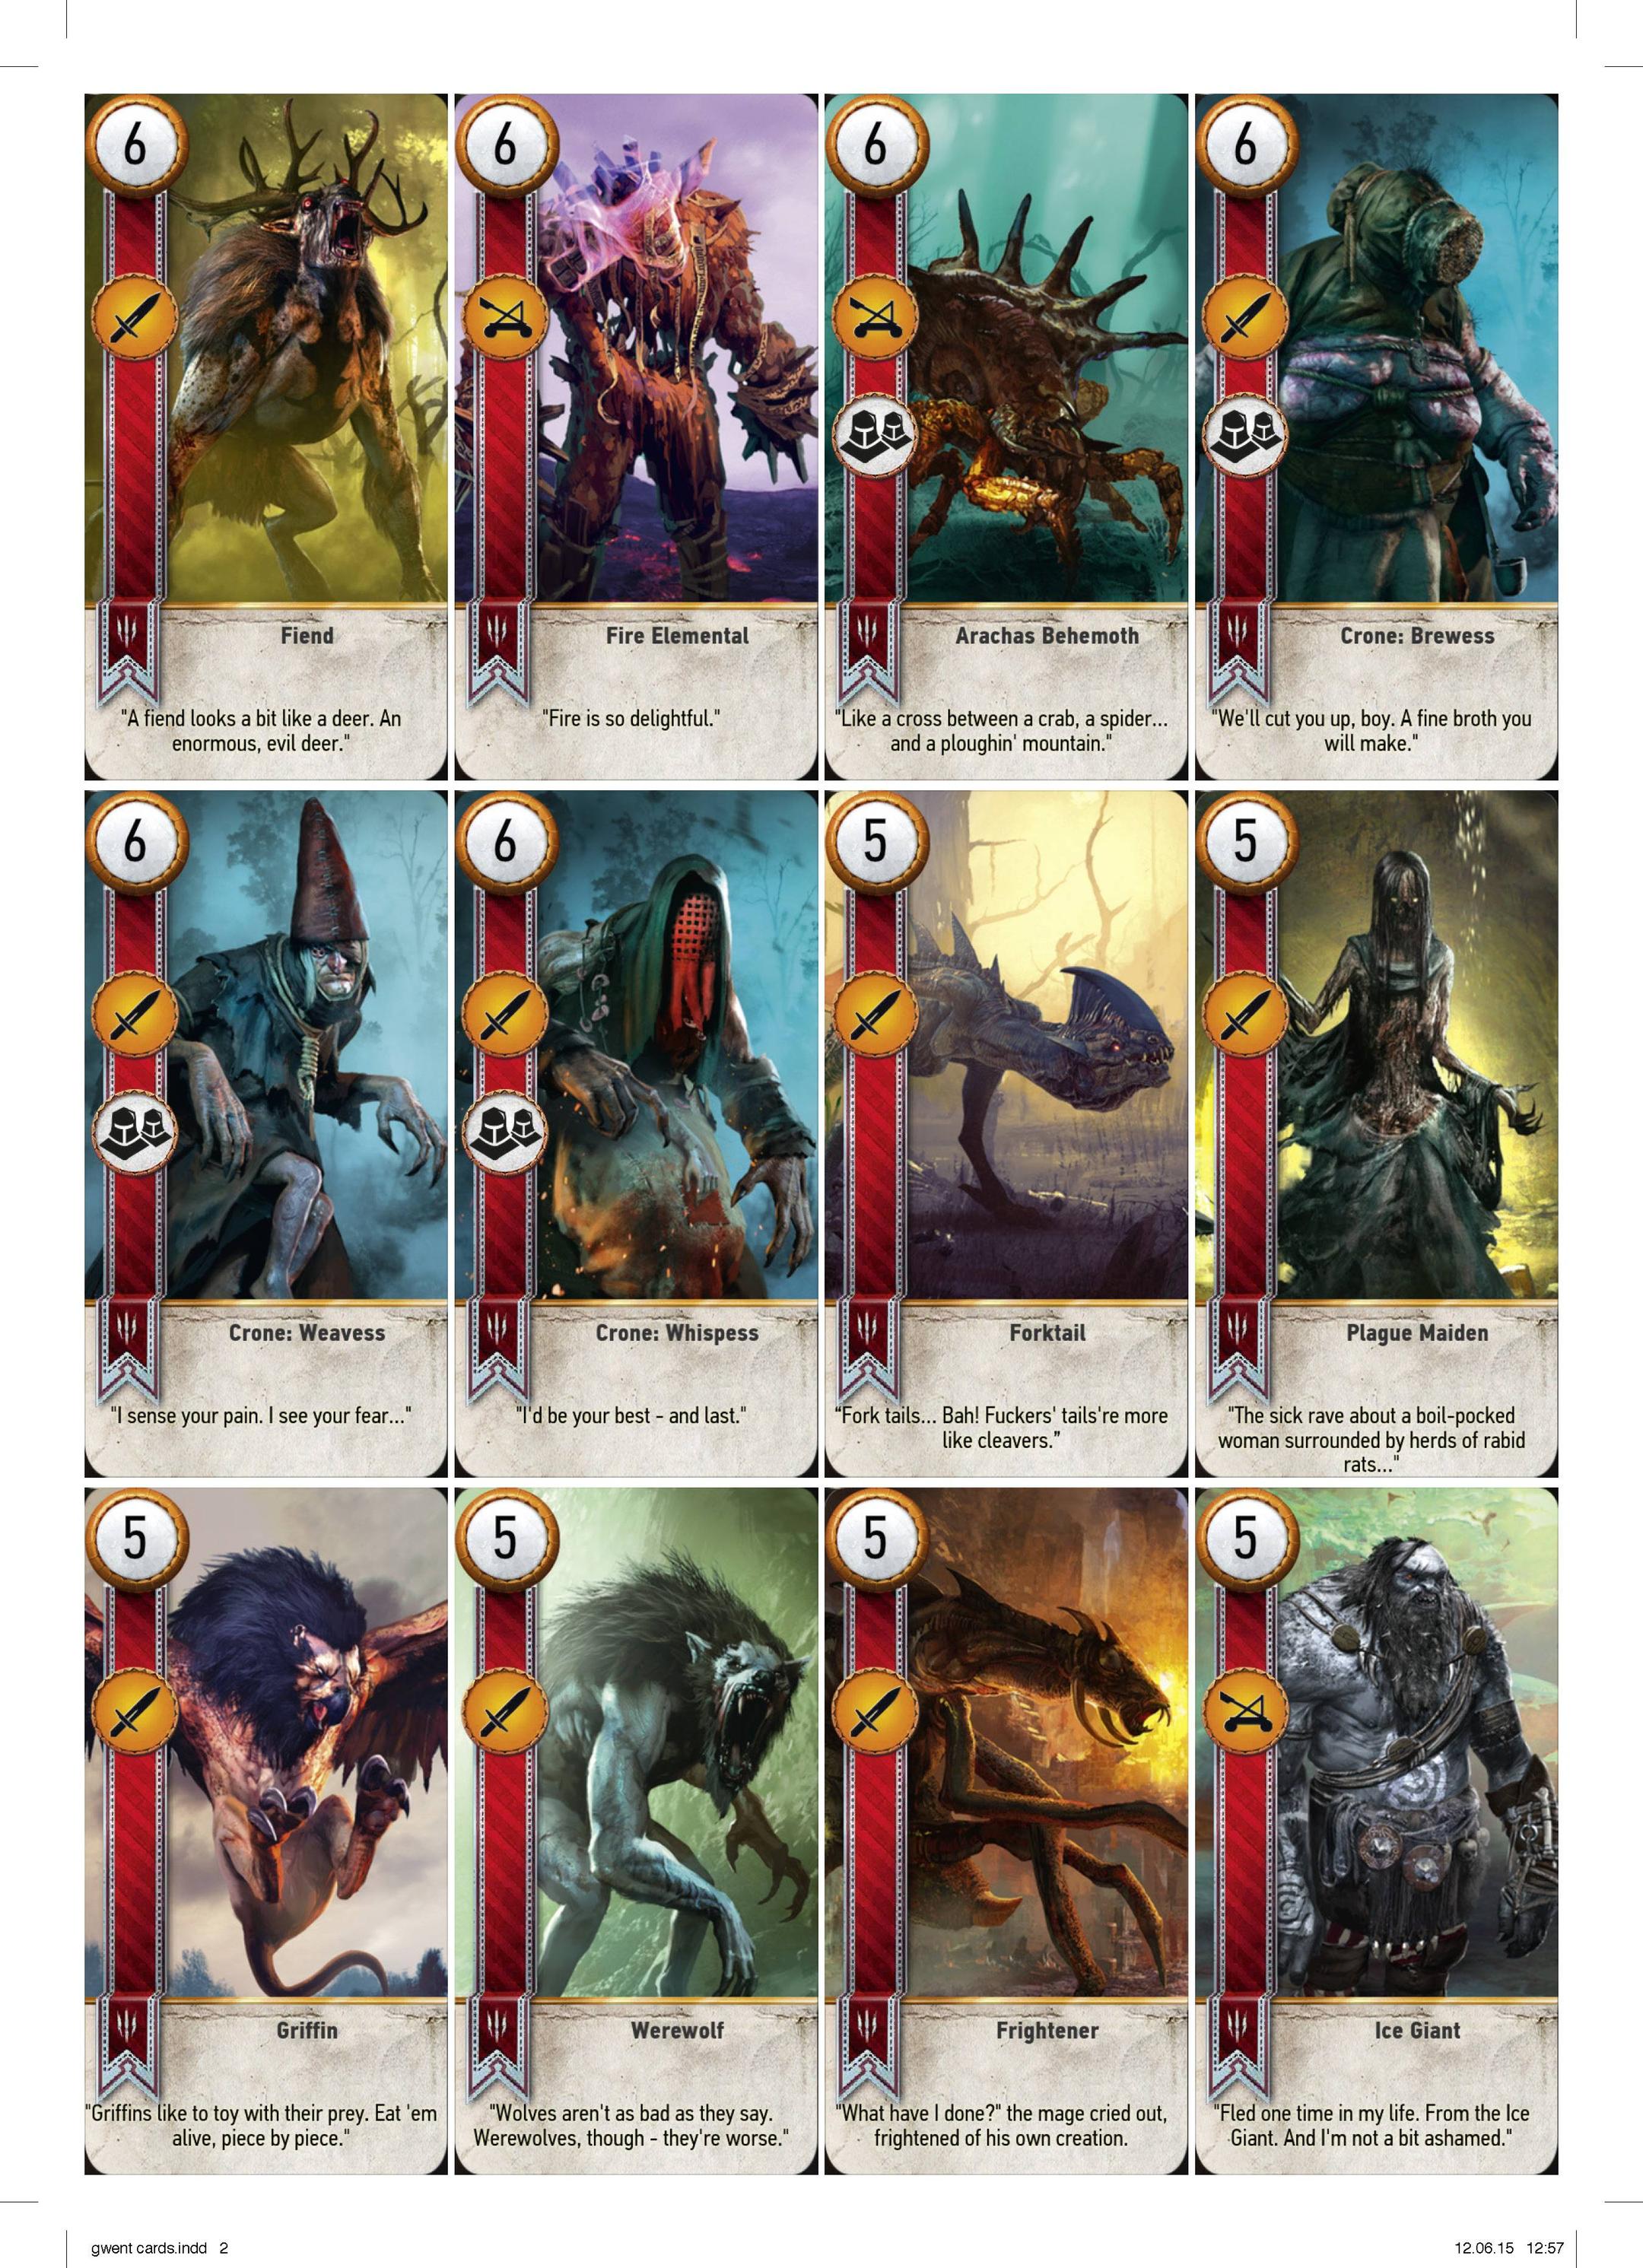 6
6
6
6
Fiend
"A fiend looks a bit like a deer. An
enormous, evil deer."
Fire Elemental
"Fire is so delightful."
Arachas Behemoth
"Like a cross between a crab, a spider...
and a ploughin' mountain."
Crone: Brewess
"We'll cut you up, boy. A fine broth you
will make."
6
6
5
5
Crone: Weavess
"I sense your pain. I see your fear..."
Crone: Whispess
"I'd be your best - and last."
Forktail
“Fork tails... Bah! Fuckers' tails're more
like cleavers.”
Plague Maiden
"The sick rave about a boil-pocked
woman surrounded by herds of rabid
rats..."
5
5
5
5
Griffin
"Griffins like to toy with their prey. Eat 'em
alive, piece by piece."
Werewolf
"Wolves aren't as bad as they say.
Werewolves, though - they're worse."
Frightener
"What have I done?" the mage cried out,
frightened of his own creation.
Ice Giant
"Fled one time in my life. From the Ice
Giant. And I'm not a bit ashamed."
gwent cards.indd 2
12.06.15 12:57